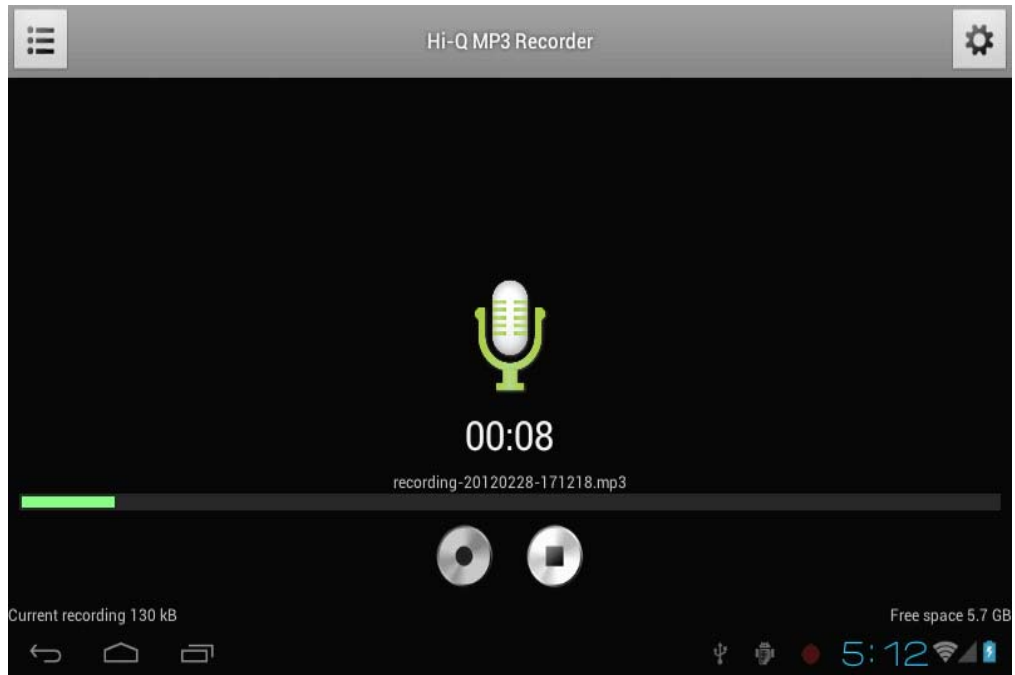 Hi-Q MP3 Recorder
00:08
recording-20120228-171218.mp3
Current recording 130 kB
Free space 5.7 GB
5:12